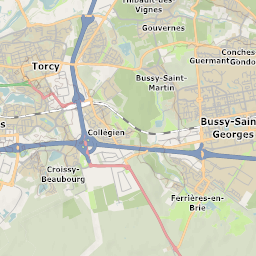 Thibault-des-
Vignes
Gouvernes
Conches-
Guermant
Gondo
Torcy
Bussy-Saint-
Martin
Bussy-Sain
Georges
Collégien
s
Croissy-
Beaubourg
Ferrières-en-
Brie